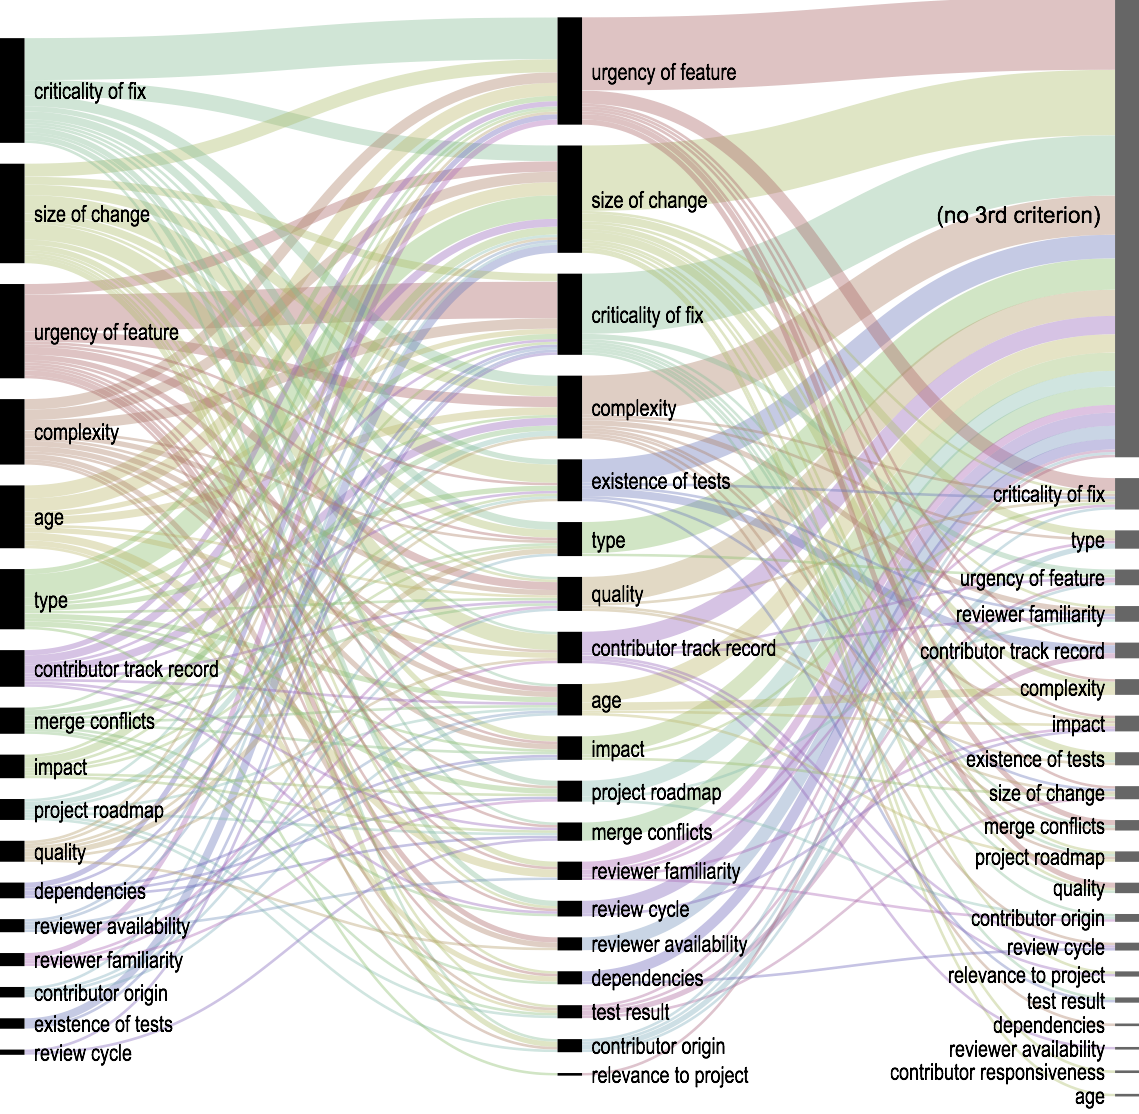 criticality of fix
size of change
urgency of feature
complexity
age
type
contributor track record
merge conflicts
impact
project roadmap
quality
dependencies
reviewer availability
reviewer familiarity
contributor origin
existence of tests
review cycle
urgency of feature
size of change
criticality of fix
complexity
existence of tests
type
quality
contributor track record
age
impact
project roadmap
merge conflicts
reviewer familiarity
review cycle
reviewer availability
dependencies
test result
contributor origin
relevance to project
(no 3rd criterion)
criticality of fix
type
urgency of feature
reviewer familiarity
contributor track record
complexity
impact
existence of tests
size of change
merge conflicts
project roadmap
quality
contributor origin
review cycle
relevance to project
test result
dependencies
reviewer availability
contributor responsiveness
age